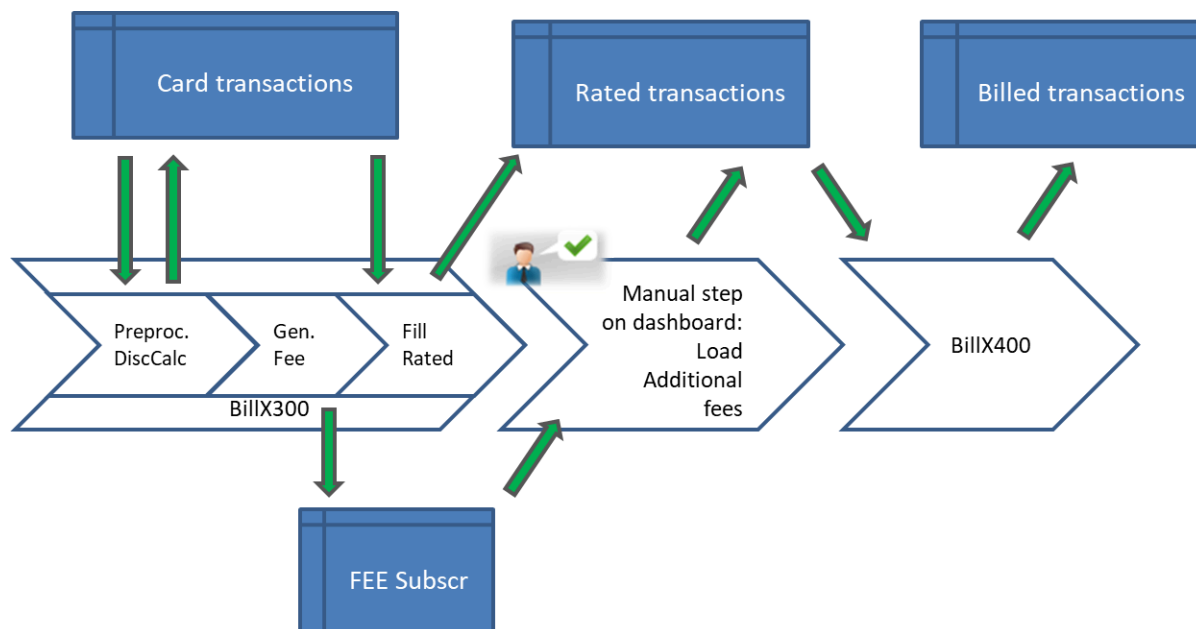 Card transactions
Rated transactions
Billed transactions
Preproc.
DiscCalc
Gen.
Fee
Fill
Rated
BillX300
Manual step
on dashboard:
Load
Additional
fees
BillX400
FEE Subscr